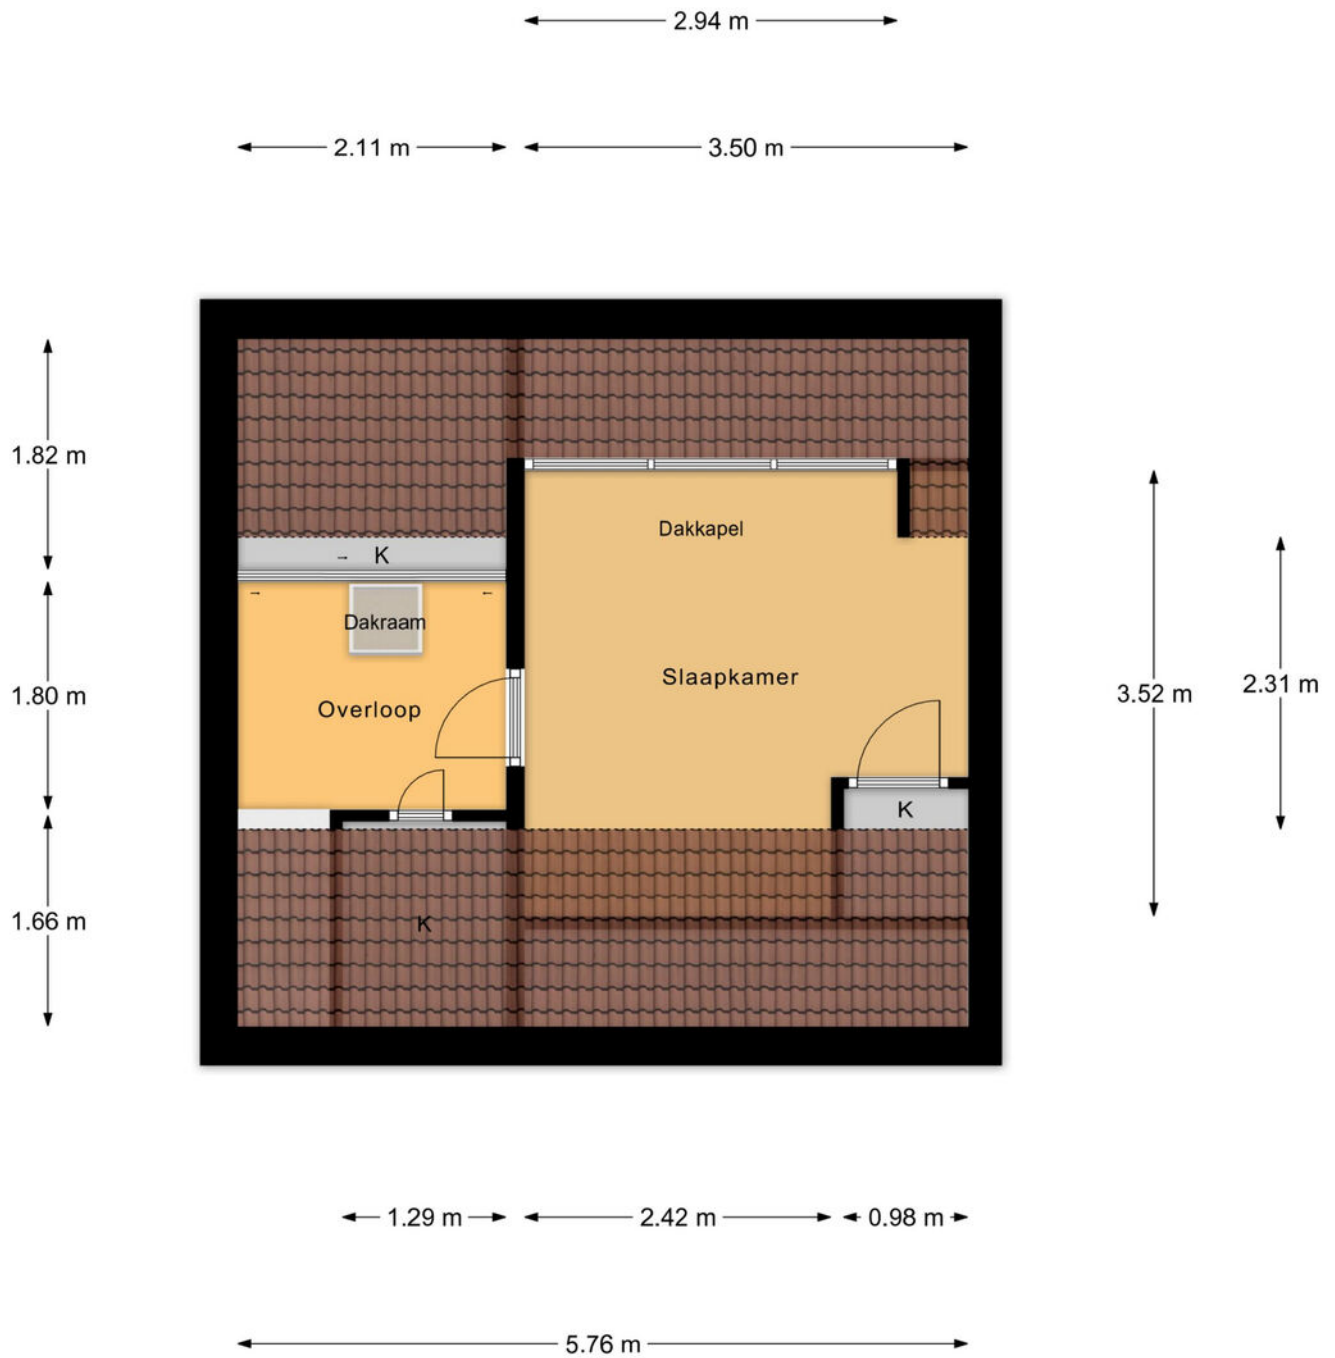 2.94 m
2.11 m
3.50 m
1.82 m
K
Dakkapel
Dakraam
Slaapkamer
2.31 m
3.52 m
1.80 m
Overloop
K
1.66 m
K
1.29 m
2.42 m
0.98 m
5.76 m